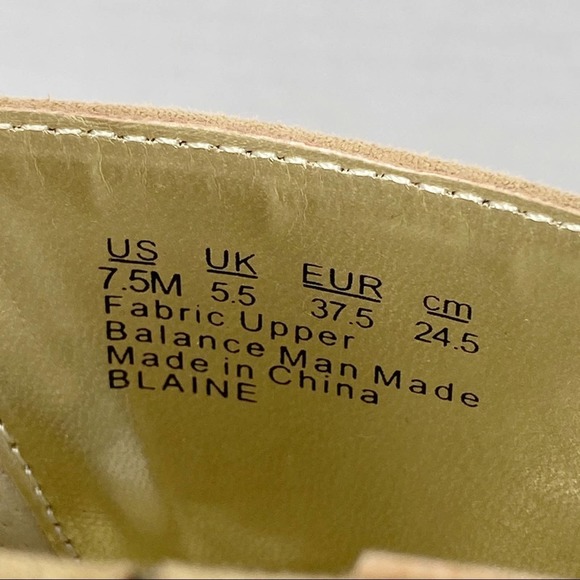 US UK EUR cm
7.5M 5.5 37.5 24.5
Fabric Upper
Balance Man Made
Made in China
BLAINE